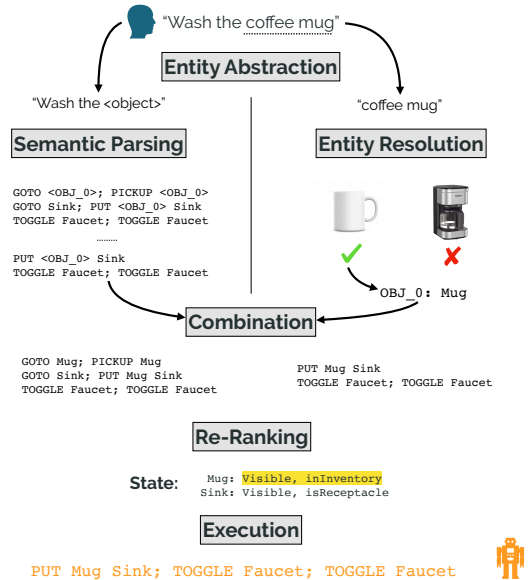 “Wash the coffee mug”
Entity Abstraction
“Wash the <object>”
“coffee mug”
Semantic Parsing
Entity Resolution
GOTO <OBJ_0>; PICKUP <OBJ_0>
GOTO Sink; PUT <OBJ_0> Sink
TOGGLE Faucet; TOGGLE Faucet
.........
PUT <OBJ_0> Sink
TOGGLE Faucet; TOGGLE Faucet
OBJ_0: Mug
Combination
GOTO Mug; PICKUP Mug
GOTO Sink; PUT Mug Sink
TOGGLE Faucet; TOGGLE Faucet
PUT Mug Sink
TOGGLE Faucet; TOGGLE Faucet
Re-Ranking
State:
Mug: Visible, inInventory
Sink: Visible, isReceptacle
Execution
PUT Mug Sink; TOGGLE Faucet; TOGGLE Faucet